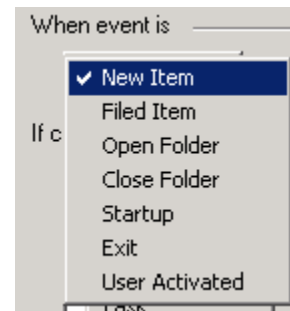 When event is
New Item
Filed Item
If c
Open Folder
Close Folder
Startup
Exit
User Activated